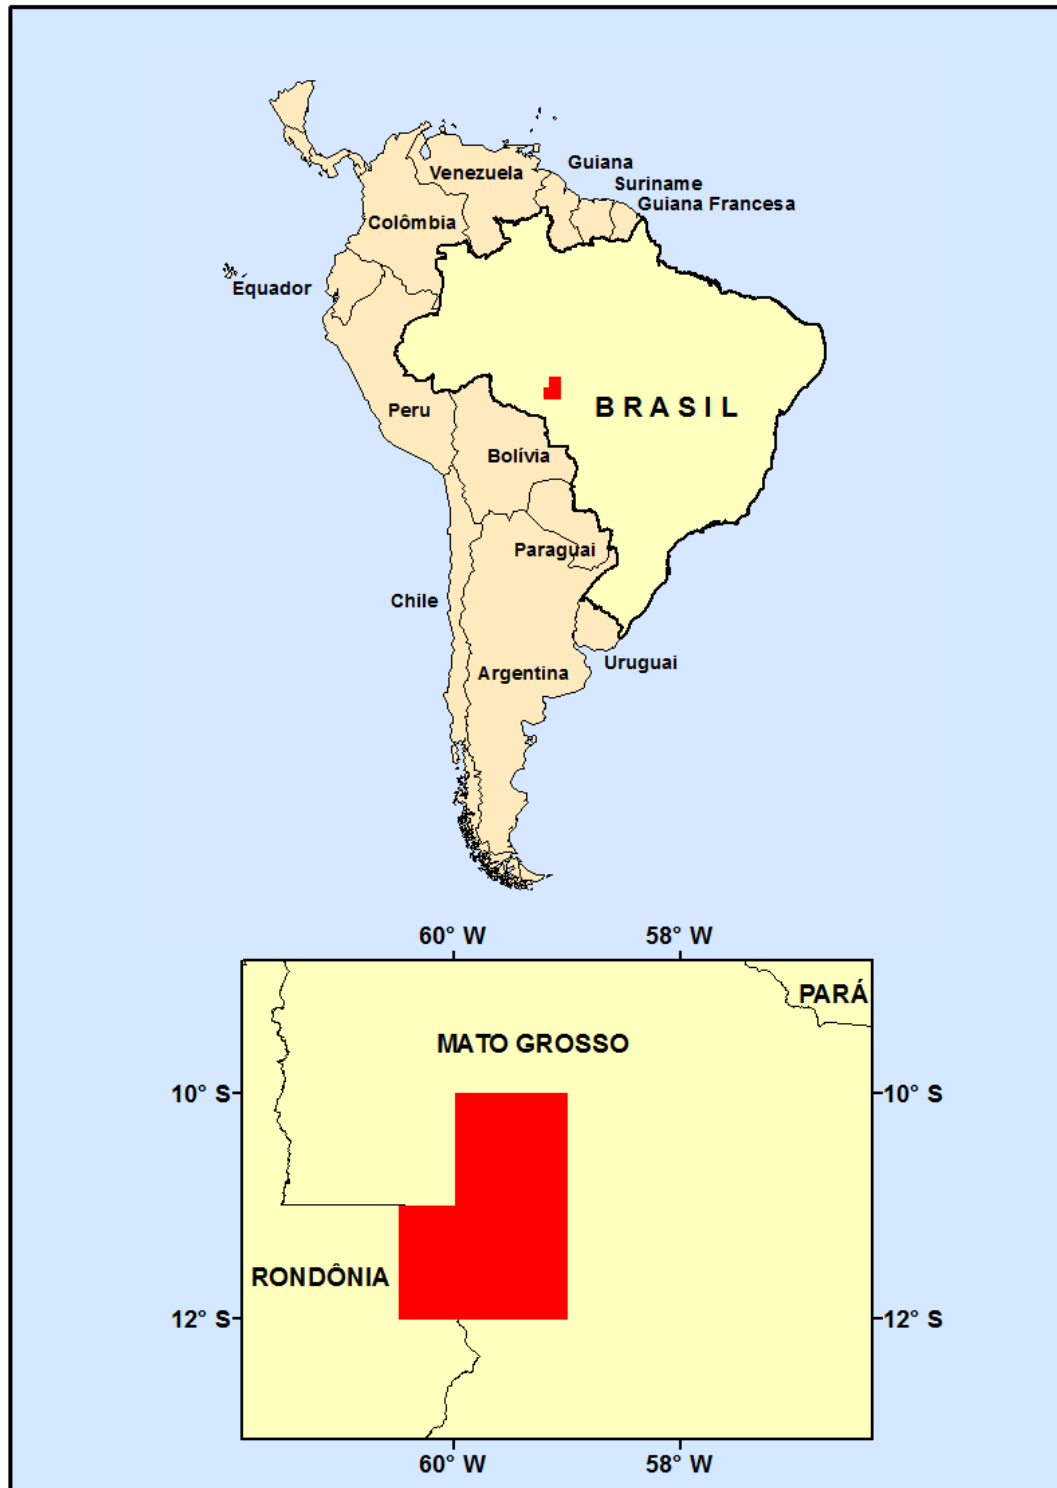 Guiana
Venezuela
Suriname
Guiana Francesa
Colômbia
Equador
BRASIL
Peru
Bolívia
Paraguai
Chile
Uruguai
Argentina
60° W
58° W
PARÁ
MATO GROSSO
10° S
10° S
RONDÔNIA
12° S
12° S
60° W
58° W